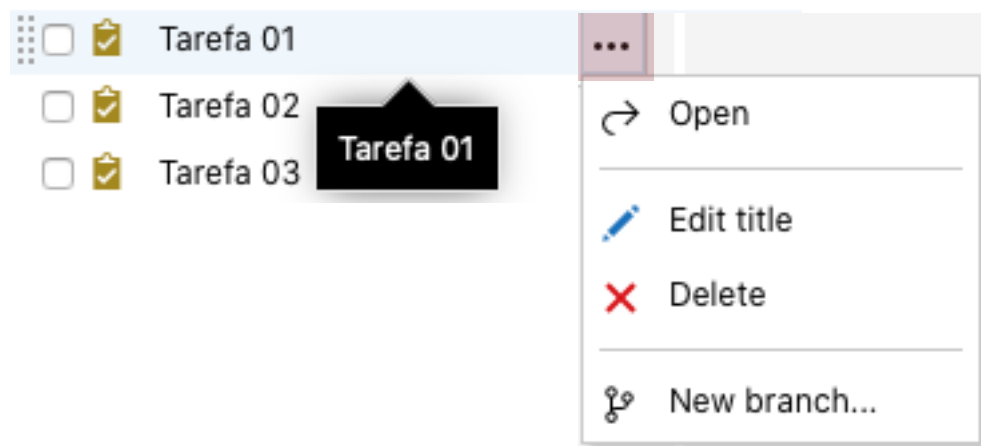 Tarefa 01
...
Tarefa 02
Tarefa 01
Tarefa 03
Open
Edit title
Delete
New branch...